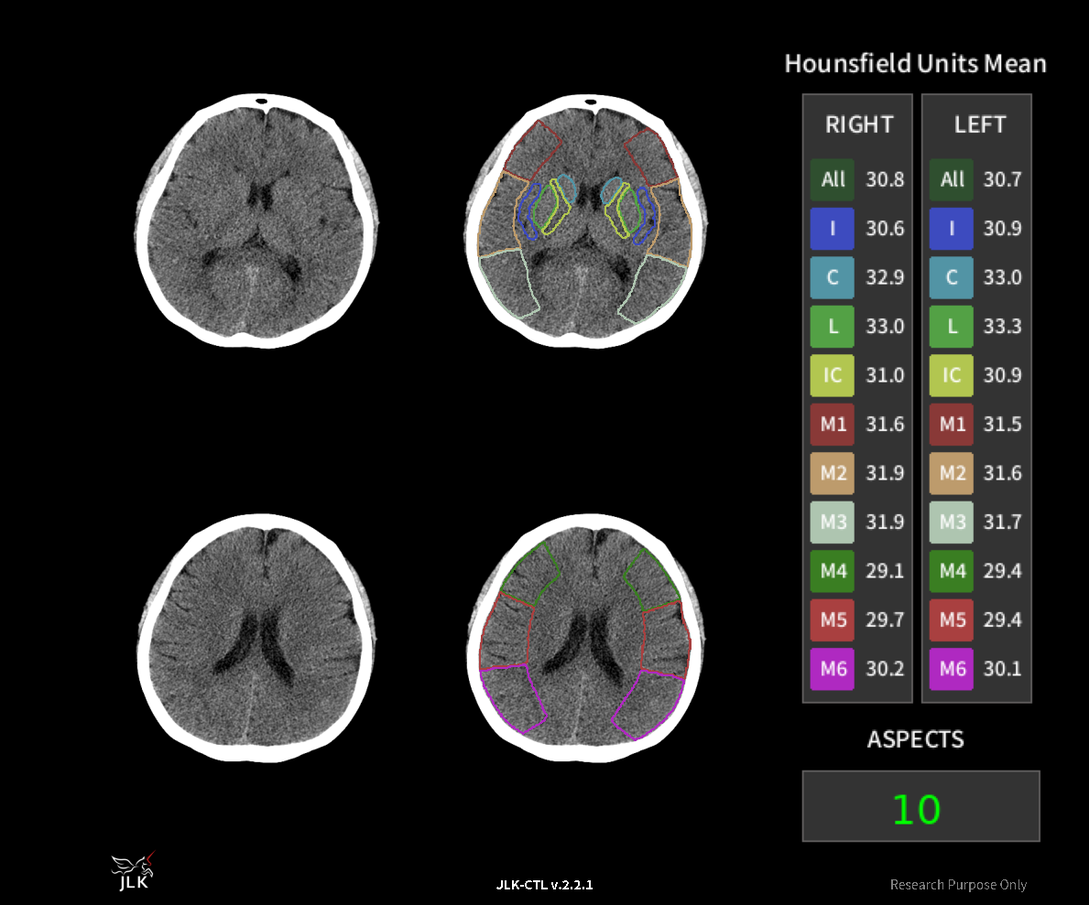 Hounsfield Units Mean
RIGHT LEFT
All 30.8 All 30.7
I 30.6 I 30.9
C 32.9 C 33.0
L 33.0 L 33.3
IC 31.0 IC 30.9
M1 31.6 M1 31.5
M2 31.9 M2 31.6
M3 31.9 M3 31.7
M4 29.1 M4 29.4
M5 29.7 M5 29.4
M6 30.2 M6 30.1
ASPECTS
10
JLK
JLK-CTL v.2.2.1
Research Purpose Only